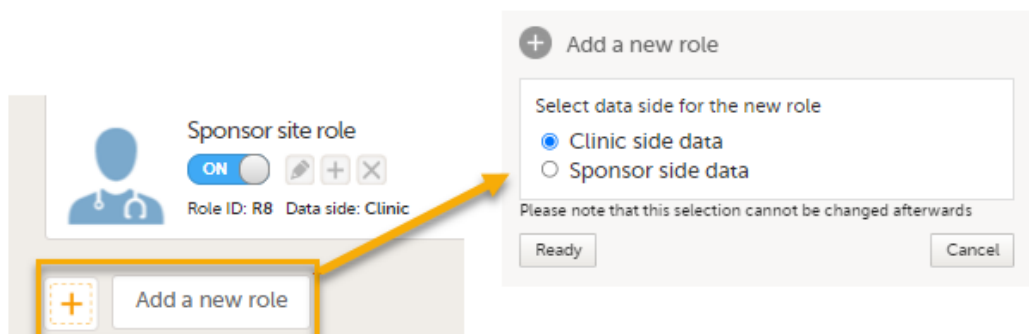 Sponsor site role
ON
Role ID: R8 Data side: Clinic
Add a new role
Add a new role
Select data side for the new role
Clinic side data
Sponsor side data
Please note that this selection cannot be changed afterwards
Ready Cancel